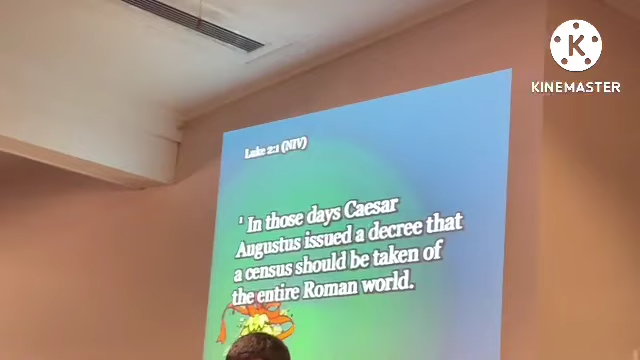 K
KINEMASTER
Luke 2:1 (NIV)
1 In those days Caesar
Augustus issued a decree that
a census should be taken of
the entire Roman world.